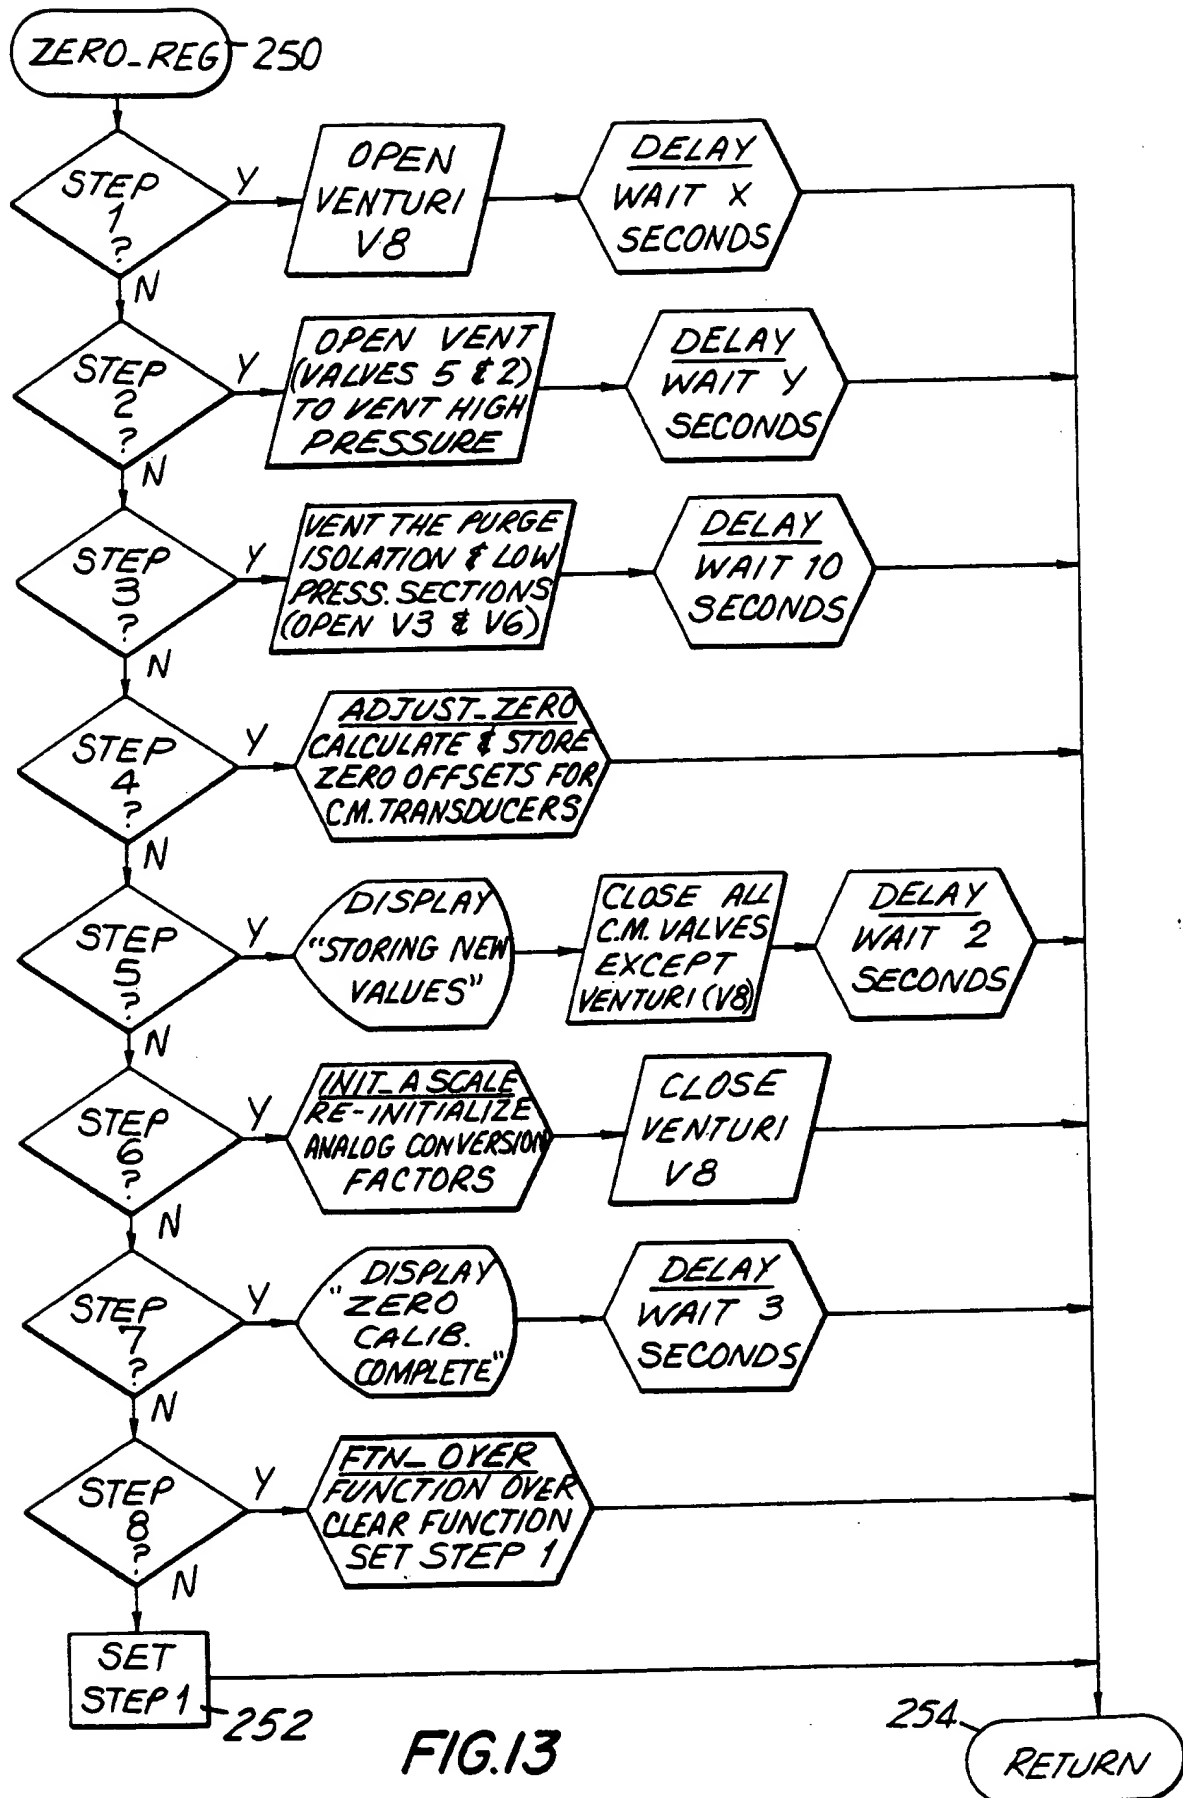 ZERO_REG 250
STEP
1
?
Y
N
OPEN
VENTURI
V8
DELAY
WAIT X
SECONDS
STEP
2
?
Y
N
OPEN VENT
(VALVES 5 & 2)
TO VENT HIGH
PRESSURE
DELAY
WAIT Y
SECONDS
STEP
3
?
Y
N
VENT THE PURGE
ISOLATION & LOW
PRESS. SECTIONS
(OPEN V3 & V6)
DELAY
WAIT 10
SECONDS
STEP
4
?
Y
N
ADJUST_ZERO
CALCULATE & STORE
ZERO OFFSETS FOR
C.M. TRANSDUCERS
STEP
5
?
Y
N
DISPLAY
"STORING NEW
VALUES"
CLOSE ALL
C.M. VALVES
EXCEPT
VENTURI (V8)
DELAY
WAIT 2
SECONDS
STEP
6
?
Y
N
INIT_A SCALE
RE-INITIALIZE
ANALOG CONVERSION
FACTORS
CLOSE
VENTURI
V8
STEP
7
?
Y
N
DISPLAY
"ZERO
CALIB.
COMPLETE"
DELAY
WAIT 3
SECONDS
STEP
8
?
Y
N
FTN_OVER
FUNCTION OVER
CLEAR FUNCTION
SET STEP 1
SET
STEP 1
252
254
RETURN
FIG.13